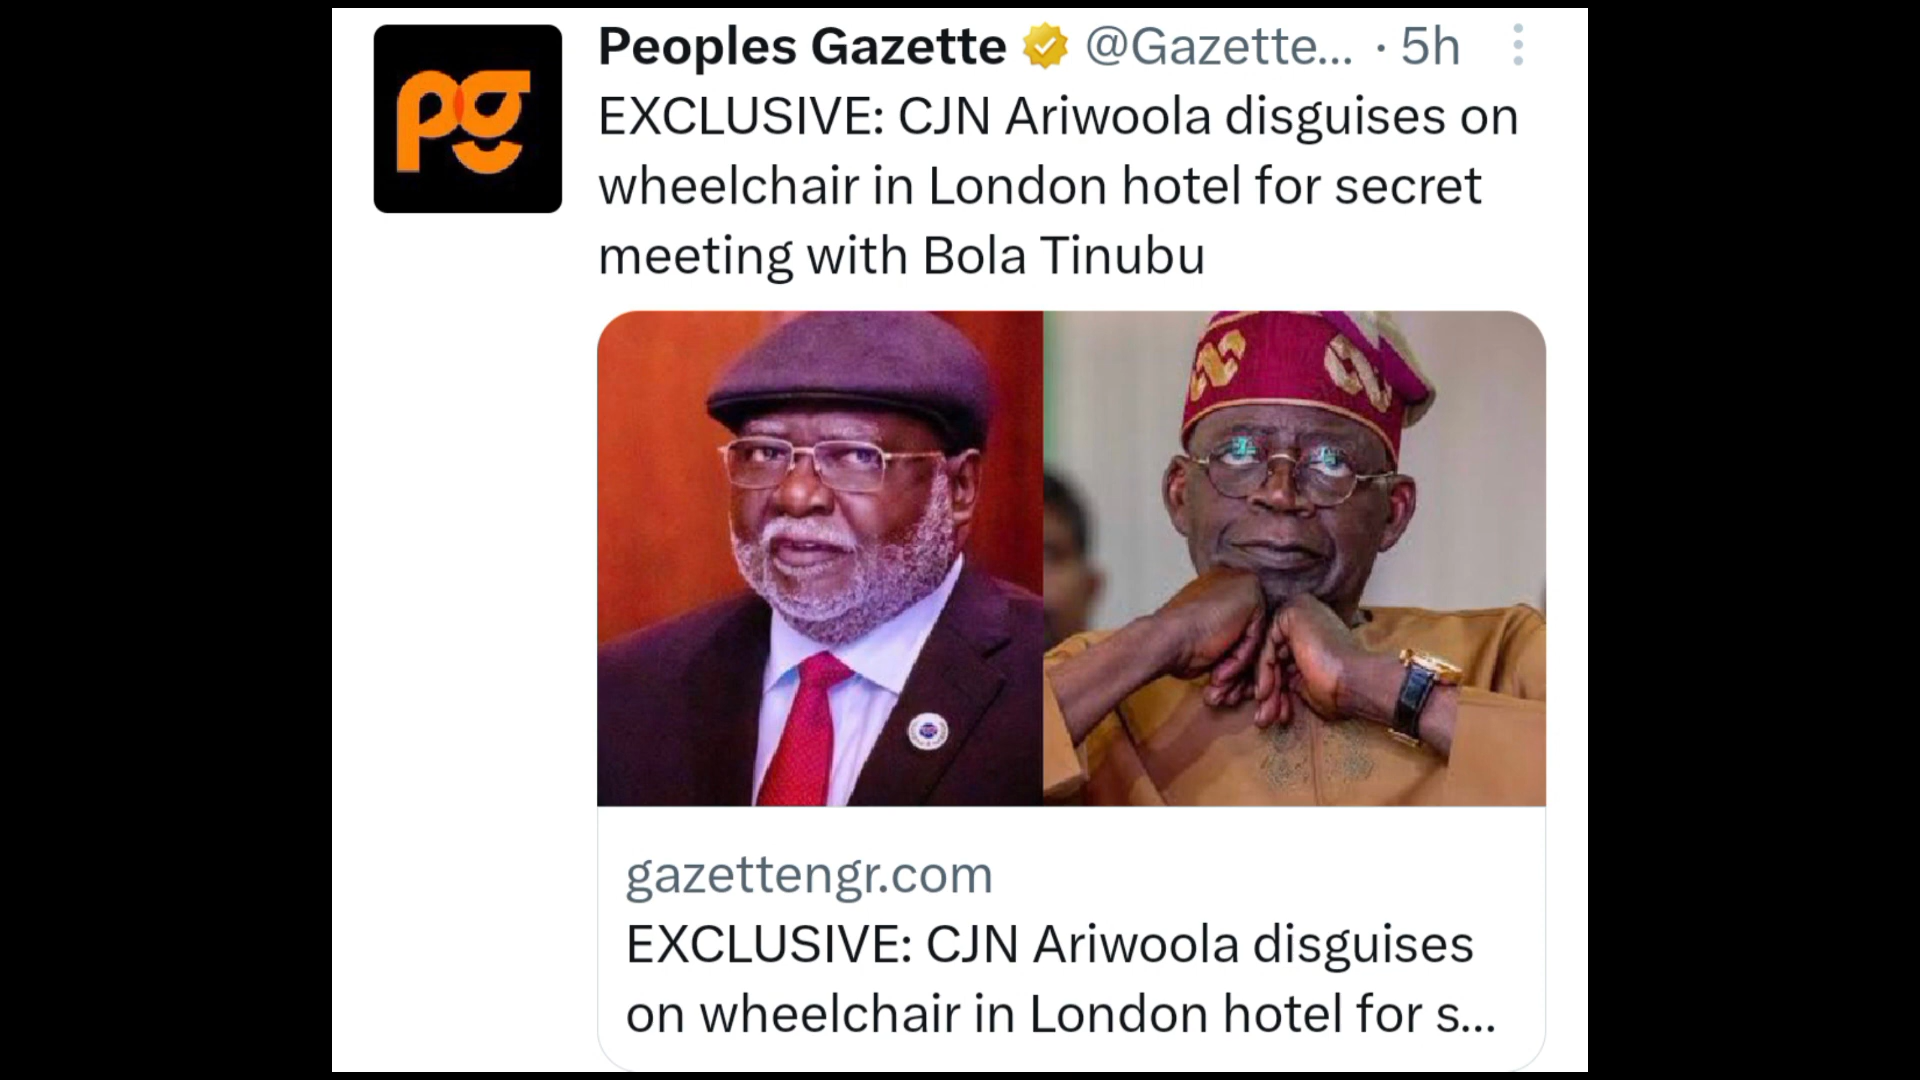 pg
Peoples Gazette @Gazette... · 5h
EXCLUSIVE: CJN Ariwoola disguises on
wheelchair in London hotel for secret
meeting with Bola Tinubu
gazettengr.com
EXCLUSIVE: CJN Ariwoola disguises
on wheelchair in London hotel for s...